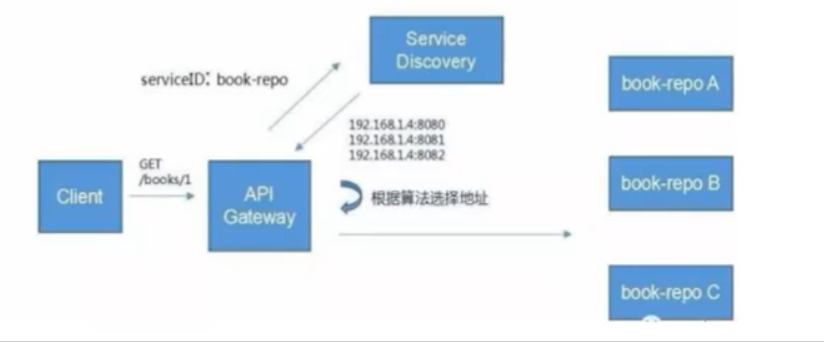 Service
Discovery
serviceID: book-repo
book-repo A
192.168.1.4:8080
192.168.1.4:8081
192.168.1.4:8082
GET
/books/1
Client
API
Gateway
根据算法选择地址
book-repo B
book-repo C